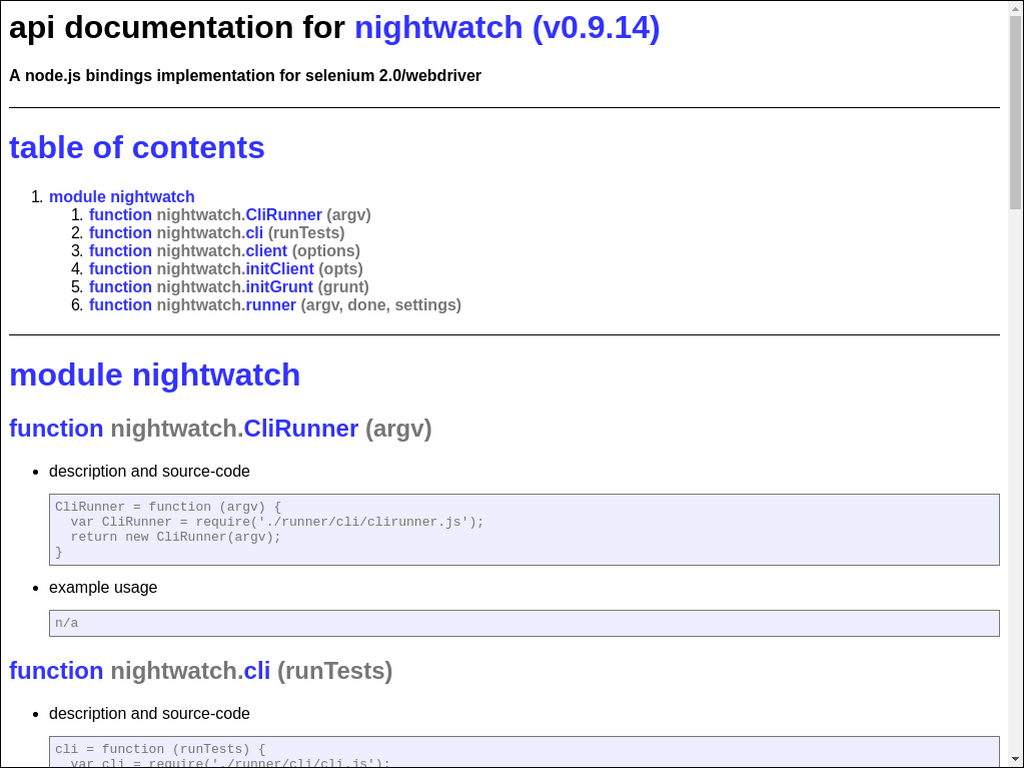 api documentation for nightwatch (v0.9.14)
A node.js bindings implementation for selenium 2.0/webdriver
table of contents
1. module nightwatch
1. function nightwatch.CliRunner (argv)
2. function nightwatch.cli (runTests)
3. function nightwatch.client (options)
4. function nightwatch.initClient (opts)
5. function nightwatch.initGrunt (grunt)
6. function nightwatch.runner (argv, done, settings)
module nightwatch
function nightwatch.CliRunner (argv)
• description and source-code
CliRunner = function (argv) {
  var CliRunner = require('./runner/cli/clirunner.js');
  return new CliRunner(argv);
}
• example usage
n/a
function nightwatch.cli (runTests)
• description and source-code
cli = function (runTests) {
  var cli = require('./runner/cli/cli.js');